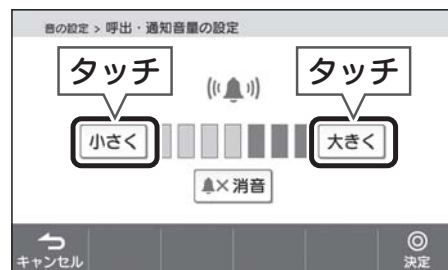 音の設定 > 呼出・通知音量の設定
タッチ
タッチ
小さく
大きく
消音
キャンセル
決定